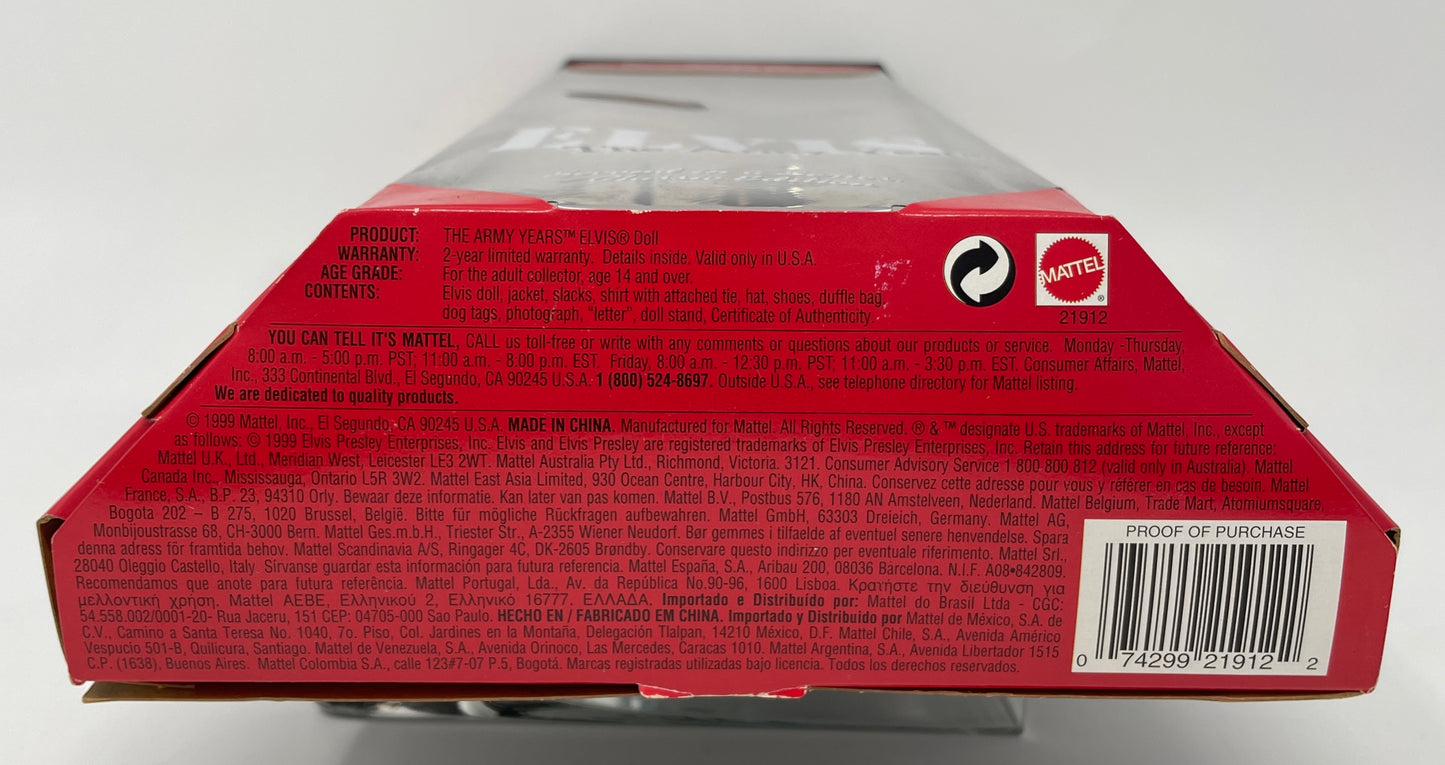 ELVIS
PRODUCT: THE ARMY YEARS™ ELVIS® Doll
WARRANTY: 2-year limited warranty. Details inside. Valid only in U.S.A.
AGE GRADE: For the adult collector, age 14 and over.
CONTENTS: Elvis doll, jacket, slacks, shirt with attached tie, hat, shoes, duffle bag,
dog tags, photograph, "letter", doll stand, Certificate of Authenticity.
MATTEL
®
21912
YOU CAN TELL IT'S MATTEL, CALL us toll-free or write with any comments or questions about our products or service. Monday -Thursday,
8:00 a.m. - 5:00 p.m. PST; 11:00 a.m. - 8:00 p.m. EST. Friday, 8:00 a.m. - 12:30 p.m. PST; 11:00 a.m. - 3:30 p.m. EST. Consumer Affairs, Mattel,
Inc., 333 Continental Blvd., El Segundo, CA 90245 U.S.A. 1 (800) 524-8697. Outside U.S.A., see telephone directory for Mattel listing.
We are dedicated to quality products.
© 1999 Mattel, Inc., El Segundo, CA 90245 U.S.A. MADE IN CHINA. Manufactured for Mattel. All Rights Reserved. ® & ™ designate U.S. trademarks of Mattel, Inc., except
as follows: © 1999 Elvis Presley Enterprises, Inc. Elvis and Elvis Presley are registered trademarks of Elvis Presley Enterprises, Inc. Retain this address for future reference:
Mattel U.K., Ltd., Meridian West, Leicester LE3 2WT. Mattel Australia Pty Ltd., Richmond, Victoria. 3121. Consumer Advisory Service 1 800 800 812 (valid only in Australia). Mattel
Canada Inc., Mississauga, Ontario L5R 3W2. Mattel East Asia Limited, 930 Ocean Centre, Harbour City, HK, China. Conservez cette adresse pour vous y référer en cas de besoin. Mattel
France, S.A., B.P. 23, 94310 Orly. Bewaar deze informatie. Kan later van pas komen. Mattel B.V., Postbus 576, 1180 AN Amstelveen, Nederland. Mattel Belgium, Trade Mart, Atomiumsquare,
Bogota 202 – B 275, 1020 Brussel, België. Bitte für mögliche Rückfragen aufbewahren. Mattel GmbH, 63303 Dreieich, Germany. Mattel AG,
Monbijoustrasse 68, CH-3000 Bern. Mattel Ges.m.b.H., Triester Str., A-2355 Wiener Neudorf. Bør gemmes i tilfaelde af eventuel senere henvendelse. Spara
denna adress för framtida behov. Mattel Scandinavia A/S, Ringager 4C, DK-2605 Brøndby. Conservare questo indirizzo per eventuale riferimento. Mattel Srl.,
28040 Oleggio Castello, Italy. Sírvanse guardar esta información para futura referencia. Mattel España, S.A., Aribau 200, 08036 Barcelona. N.I.F. A08•842809.
Recomendamos que anote para futura referência. Mattel Portugal, Lda., Av. da República No.90-96, 1600 Lisboa. Κρατήστε την διεύθυνση για
μελλοντική χρήση. Mattel AEBE, Ελληνικού 2, Ελληνικό 16777. ΕΛΛΑΔΑ. Importado e Distribuído por: Mattel do Brasil Ltda - CGC:
54.558.002/0001-20- Rua Jaceru, 151 CEP: 04705-000 Sao Paulo. HECHO EN / FABRICADO EM CHINA. Importado y Distribuido por Mattel de México, S.A. de
C.V., Camino a Santa Teresa No. 1040, 7o. Piso, Col. Jardines en la Montaña, Delegación Tlalpan, 14210 México, D.F. Mattel Chile, S.A., Avenida Américo
Vespucio 501-B, Quilicura, Santiago. Mattel de Venezuela, S.A., Avenida Orinoco, Las Mercedes, Caracas 1010. Mattel Argentina, S.A., Avenida Libertador 1515
C.P. (1638), Buenos Aires. Mattel Colombia S.A., calle 123#7-07 P.5, Bogotá. Marcas registradas utilizadas bajo licencia. Todos los derechos reservados.
PROOF OF PURCHASE
0 74299 21912 2